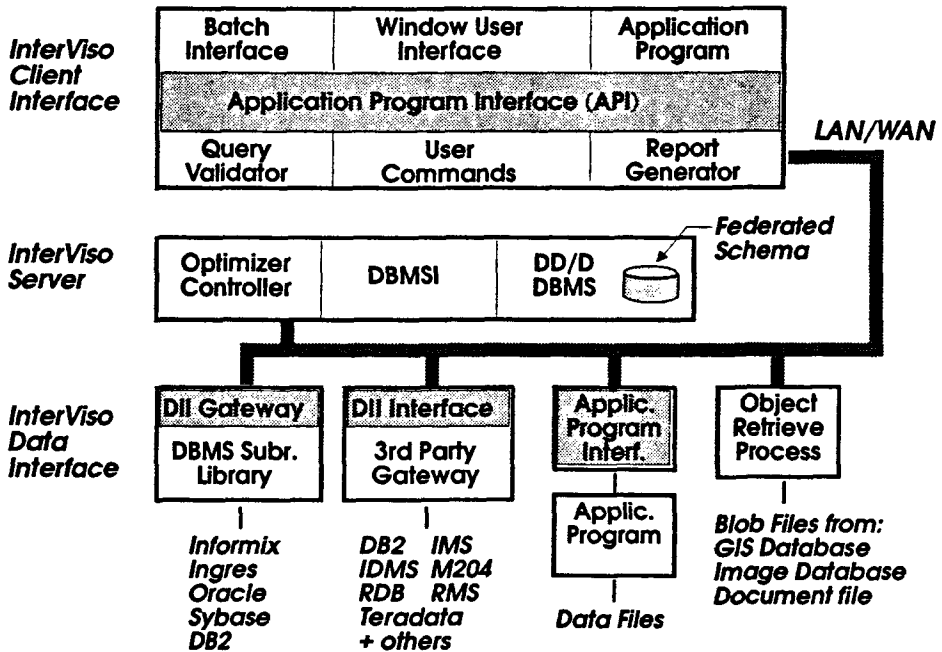 InterViso
Client
Interface
Batch
Interface
Window User
Interface
Application
Program
Application Program Interface (API)
Query
Validator
User
Commands
Report
Generator
LAN/WAN
InterViso
Server
Optimizer
Controller
DBMSI
DD/D
DBMS
Federated
Schema
InterViso
Data
Interface
DII Gateway
DBMS Subr.
Library
DII Interface
3rd Party
Gateway
Applic.
Program
Interf.
Applic.
Program
Object
Retrieve
Process
Informix
Ingres
Oracle
Sybase
DB2
DB2 IMS
IDMS M204
RDB RMS
Teradata
+ others
Data Files
Blob Files from:
GIS Database
Image Database
Document file